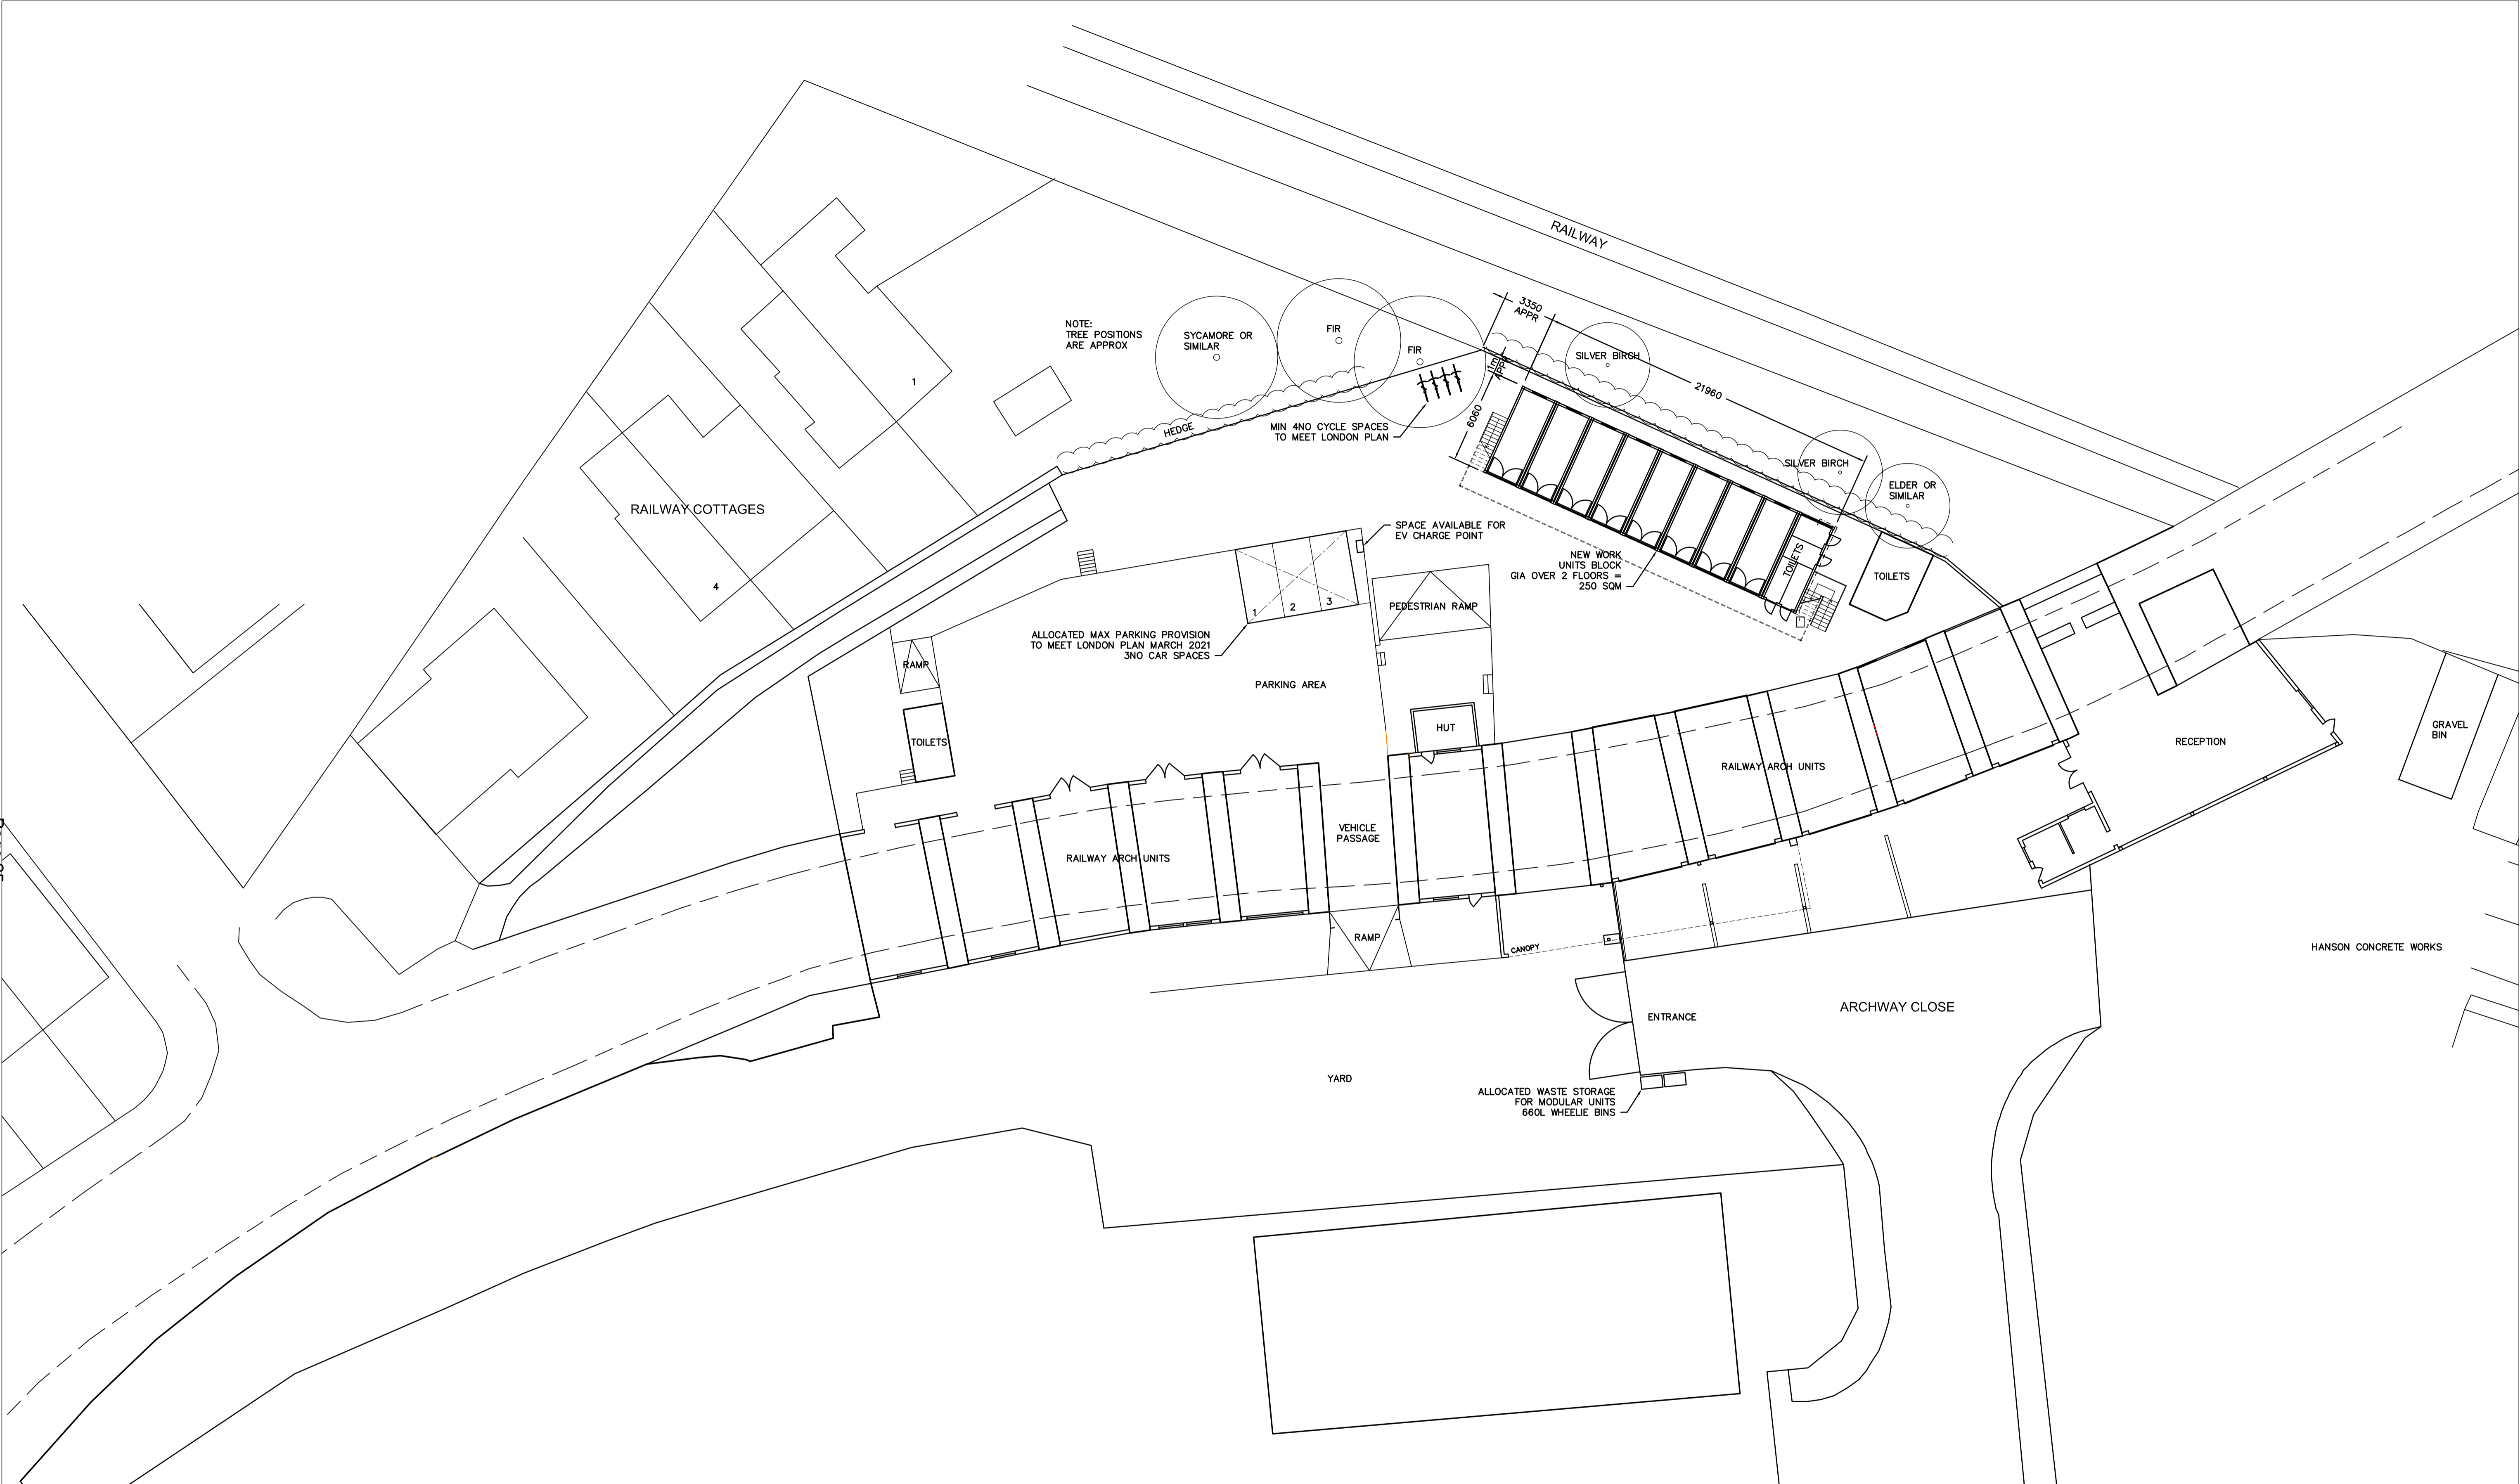 RAILWAY
3350
APPR
NOTE:
TREE POSITIONS
ARE APPROX
SYCAMORE OR
SIMILAR
FIR
FIR
SILVER BIRCH
21960
1m
APPR
6060
1
HEDGE
MIN 4NO CYCLE SPACES
TO MEET LONDON PLAN
SILVER BIRCH
ELDER OR
SIMILAR
RAILWAY COTTAGES
SPACE AVAILABLE FOR
EV CHARGE POINT
NEW WORK
UNITS BLOCK
GIA OVER 2 FLOORS =
250 SQM
TOILETS
TOILETS
4
1
2
3
PEDESTRIAN RAMP
ALLOCATED MAX PARKING PROVISION
TO MEET LONDON PLAN MARCH 2021
3NO CAR SPACES
RAMP
PARKING AREA
TOILETS
HUT
GRAVEL
BIN
RECEPTION
RAILWAY ARCH UNITS
VEHICLE
PASSAGE
RAILWAY ARCH UNITS
RAMP
CANOPY
HANSON CONCRETE WORKS
ENTRANCE
ARCHWAY CLOSE
YARD
ALLOCATED WASTE STORAGE
FOR MODULAR UNITS
660L WHEELIE BINS